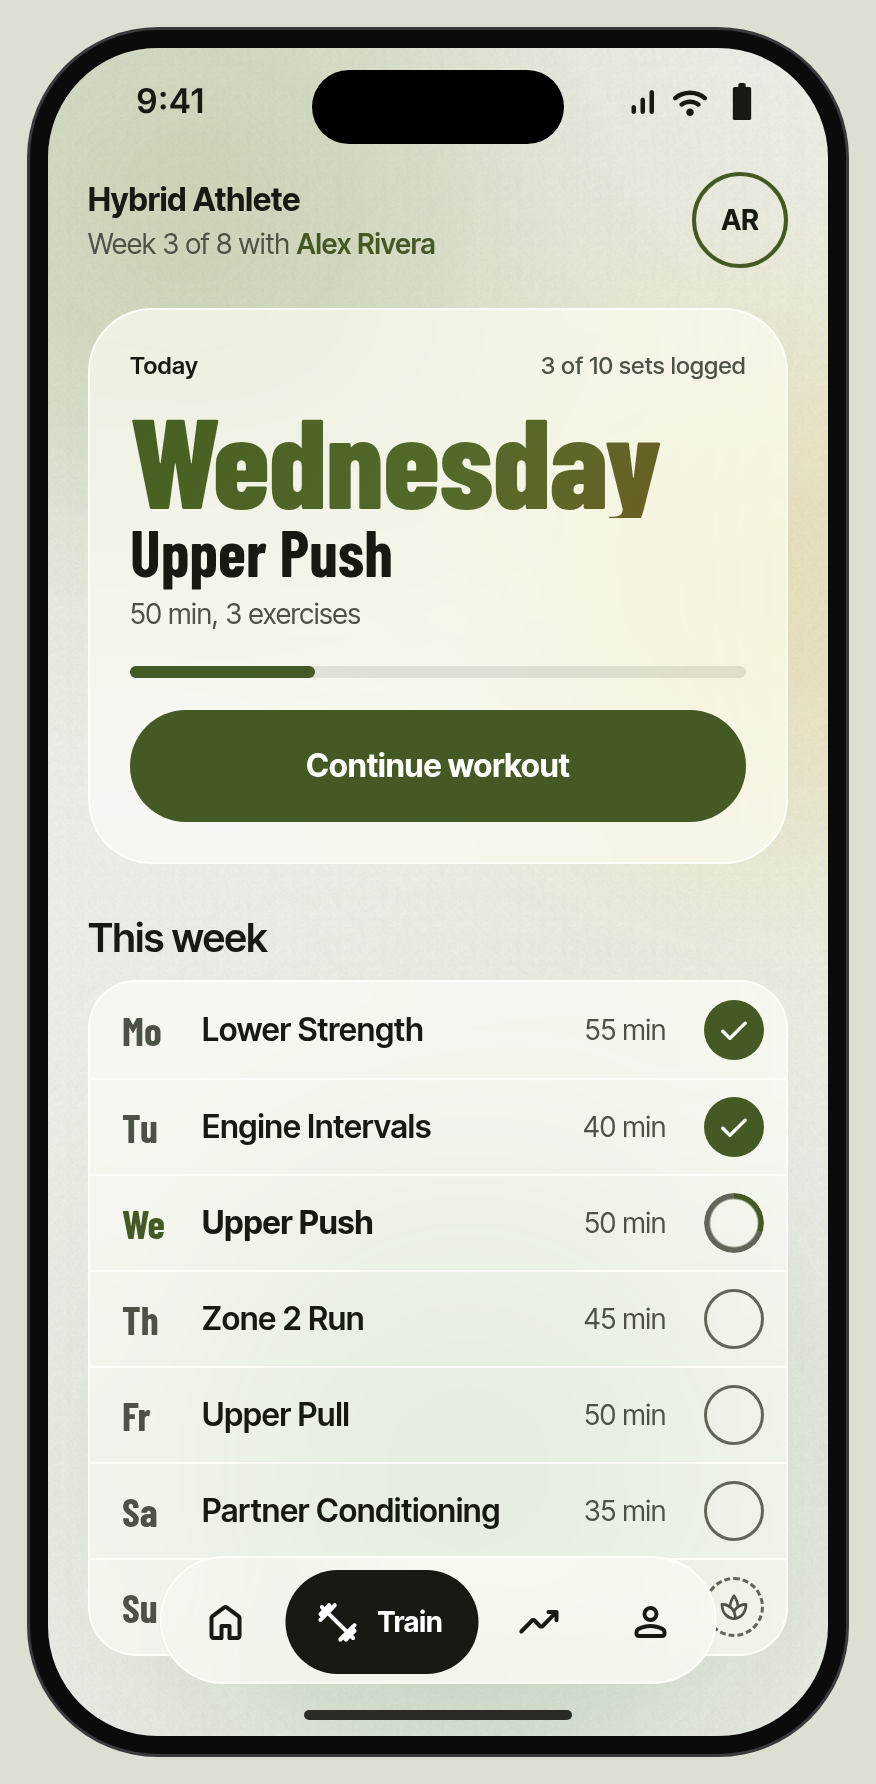 9:41
Hybrid Athlete
Week 3 of 8 with Alex Rivera
AR
Today
3 of 10 sets logged
Wednesday
Upper Push
50 min, 3 exercises
Continue workout
This week
Mo Lower Strength 55 min
Tu Engine Intervals 40 min
We Upper Push 50 min
Th Zone 2 Run 45 min
Fr Upper Pull 50 min
Sa Partner Conditioning 35 min
Su
Train